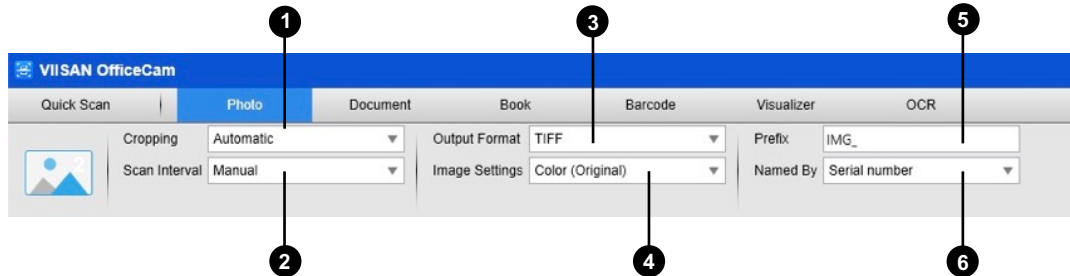 1 3 5
VIISAN OfficeCam
Quick Scan Photo Document Book Barcode Visualizer OCR
Cropping Automatic Output Format TIFF Prefix IMG_
2
Scan Interval Manual Image Settings Color (Original) Named By Serial number
2 4 6